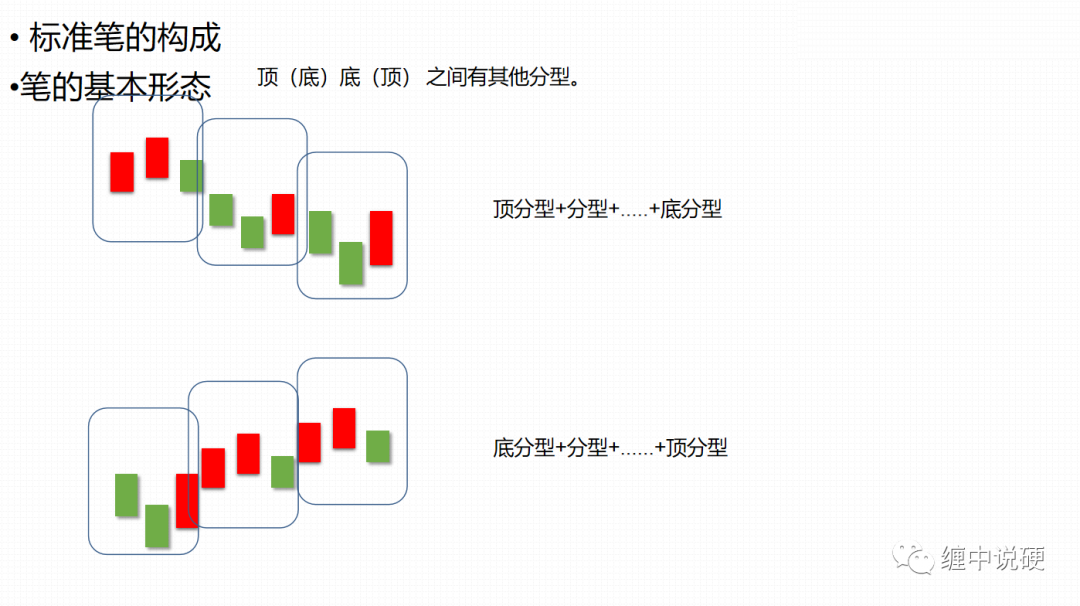 • 标准笔的构成
•笔的基本形态
顶（底）底（顶）之间有其他分型。
顶分型+分型+……+底分型
底分型+分型+……+顶分型
缠中说硬